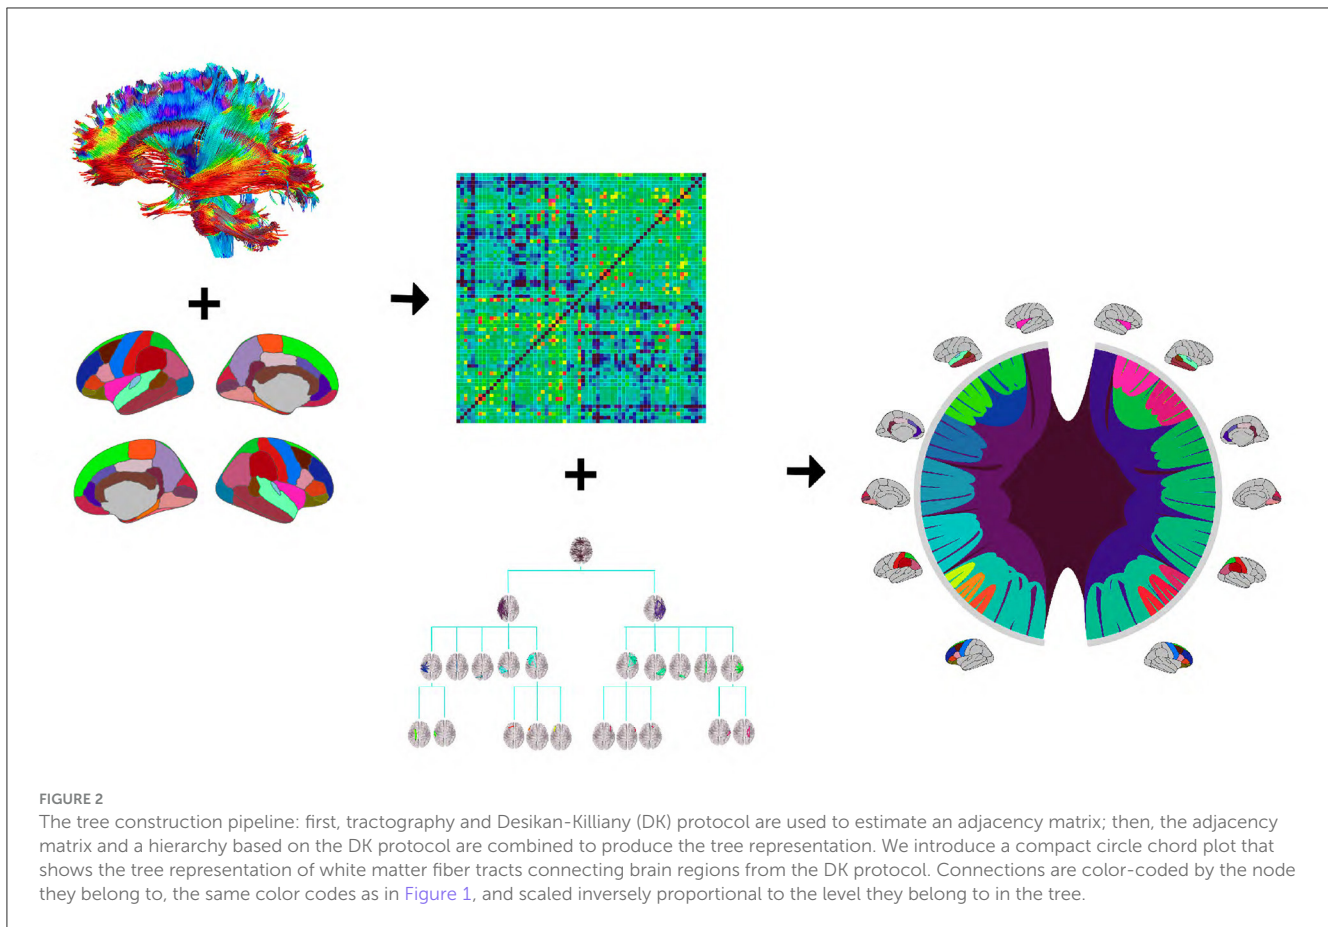 FIGURE 2
The tree construction pipeline: first, tractography and Desikan-Killiany (DK) protocol are used to estimate an adjacency matrix; then, the adjacency
matrix and a hierarchy based on the DK protocol are combined to produce the tree representation. We introduce a compact circle chord plot that
shows the tree representation of white matter fiber tracts connecting brain regions from the DK protocol. Connections are color-coded by the node
they belong to, the same color codes as in Figure 1, and scaled inversely proportional to the level they belong to in the tree.